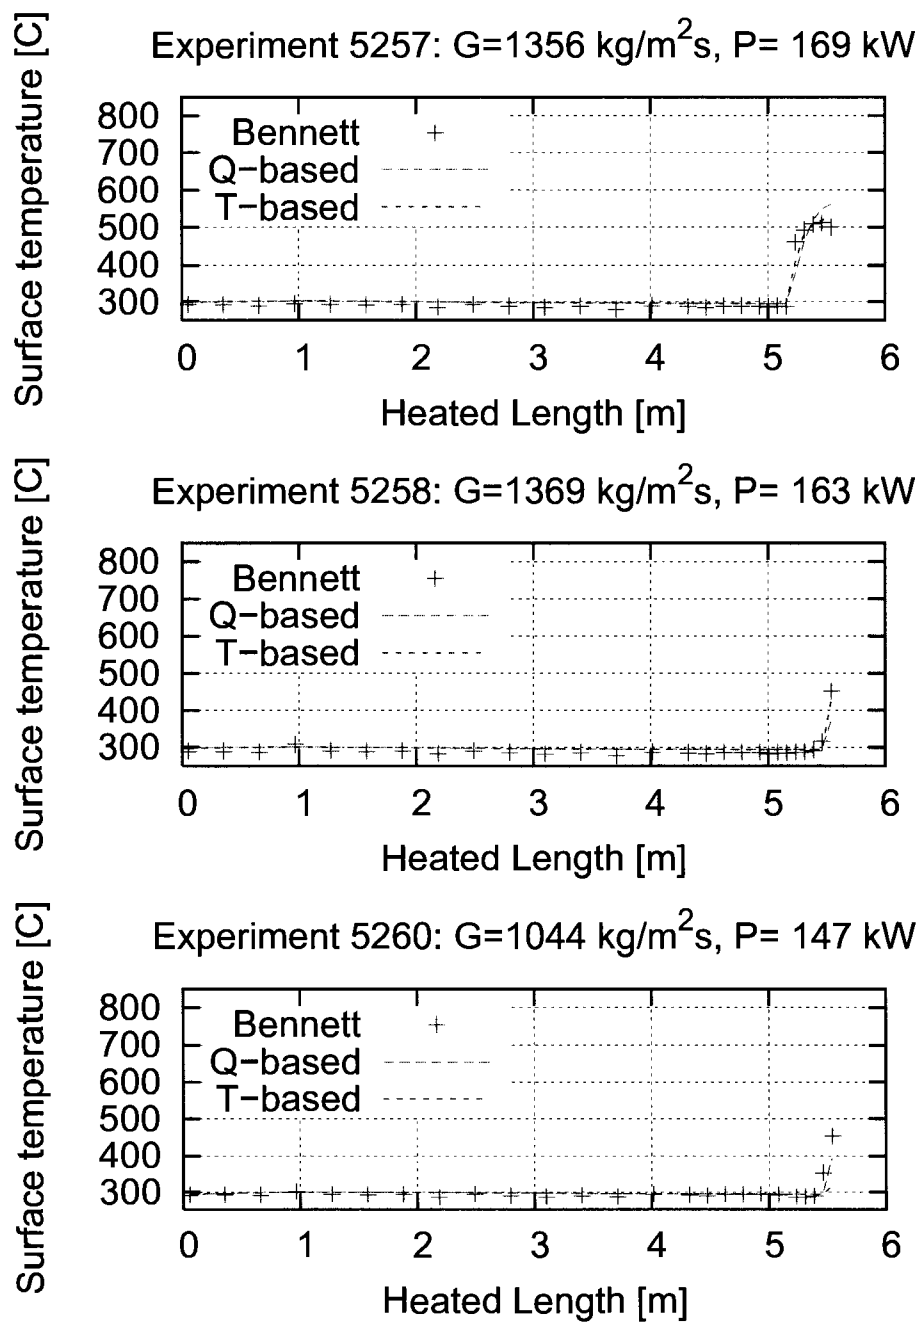 Experiment 5257: G=1356 kg/m²s, P= 169 kW
Surface temperature [C]
800
700
600
500
400
300
Bennett
Q−based
T−based
0 1 2 3 4 5 6
Heated Length [m]
Experiment 5258: G=1369 kg/m²s, P= 163 kW
Surface temperature [C]
800
700
600
500
400
300
Bennett
Q−based
T−based
0 1 2 3 4 5 6
Heated Length [m]
Experiment 5260: G=1044 kg/m²s, P= 147 kW
Surface temperature [C]
800
700
600
500
400
300
Bennett
Q−based
T−based
0 1 2 3 4 5 6
Heated Length [m]